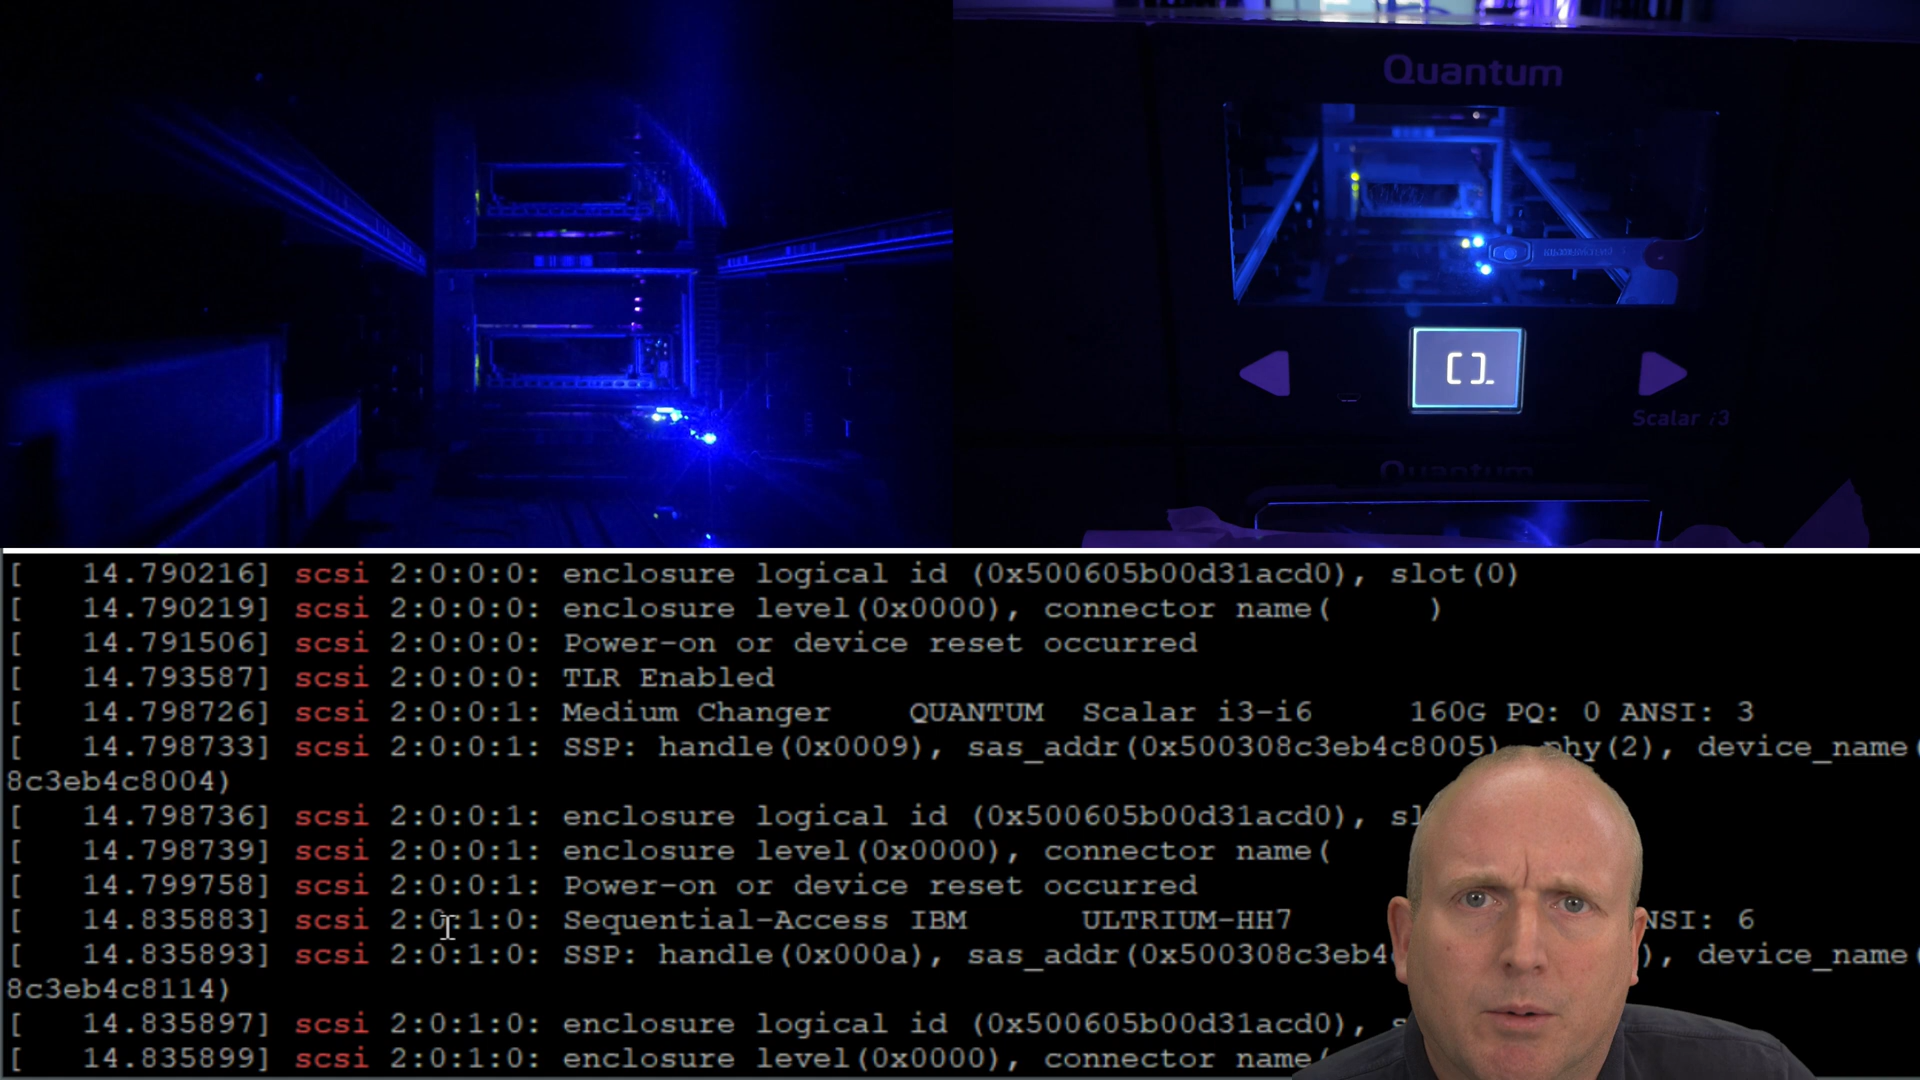 Quantum
[ ]
Scalar i3
Quantum
[   14.790216] scsi 2:0:0:0: enclosure logical id (0x500605b00d31acd0), slot(0)
[   14.790219] scsi 2:0:0:0: enclosure level(0x0000), connector name(     )
[   14.791506] scsi 2:0:0:0: Power-on or device reset occurred
[   14.793587] scsi 2:0:0:0: TLR Enabled
[   14.798726] scsi 2:0:0:1: Medium Changer    QUANTUM  Scalar i3-i6     160G PQ: 0 ANSI: 3
[   14.798733] scsi 2:0:0:1: SSP: handle(0x0009), sas_addr(0x500308c3eb4c8005), phy(2), device_name(
8c3eb4c8004)
[   14.798736] scsi 2:0:0:1: enclosure logical id (0x500605b00d31acd0),
[   14.798739] scsi 2:0:0:1: enclosure level(0x0000), connector name(
[   14.799758] scsi 2:0:0:1: Power-on or device reset occurred
[   14.835883] scsi 2:0:1:0: Sequential-Access IBM      ULTRIUM-HH7 NSI: 6
[   14.835893] scsi 2:0:1:0: SSP: handle(0x000a), sas_addr(0x500308c3eb4 ), device_name(
8c3eb4c8114)
[   14.835897] scsi 2:0:1:0: enclosure logical id (0x500605b00d31acd0),
[   14.835899] scsi 2:0:1:0: enclosure level(0x0000), connector name(